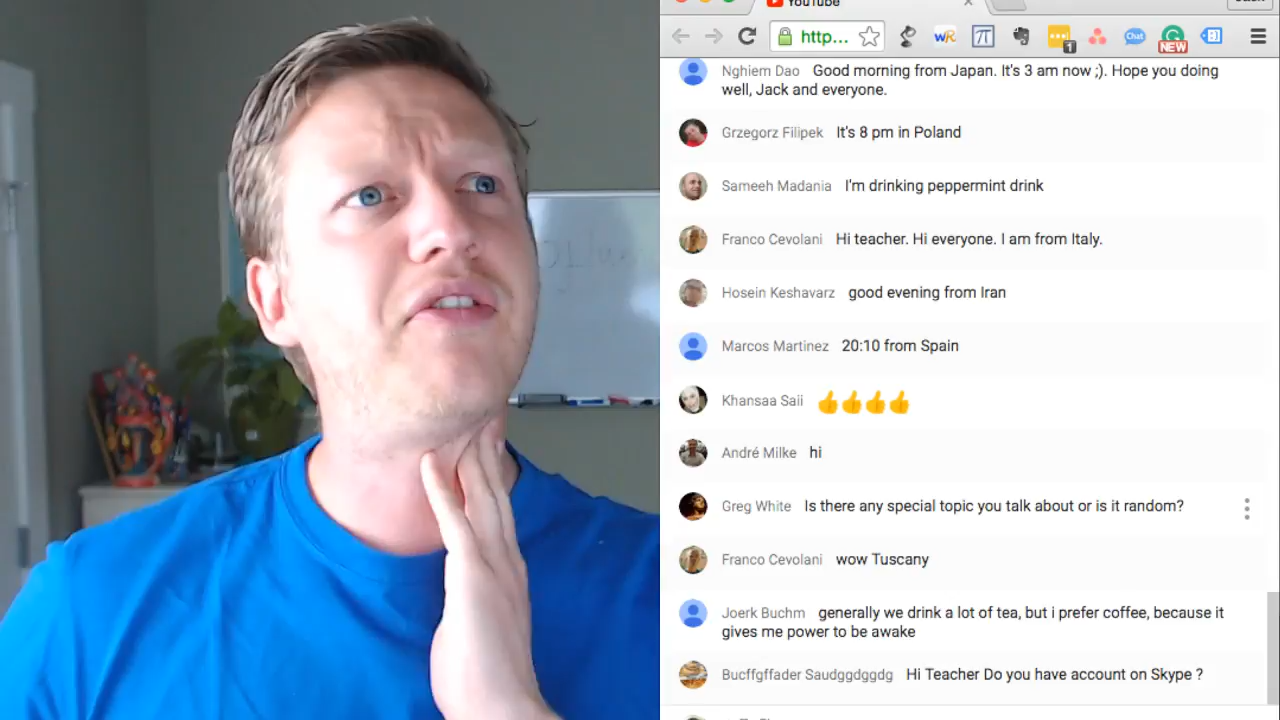 YouTube
http...
WR
π
1
Chat
NEW
Nghiem Dao Good morning from Japan. It's 3 am now ;). Hope you doing
well, Jack and everyone.
Grzegorz Filipek It's 8 pm in Poland
Sameeh Madania I'm drinking peppermint drink
Franco Cevolani Hi teacher. Hi everyone. I am from Italy.
Hosein Keshavarz good evening from Iran
Marcos Martinez 20:10 from Spain
Khansaa Saii 👍👍👍👍
André Milke hi
Greg White Is there any special topic you talk about or is it random?
Franco Cevolani wow Tuscany
Joerk Buchm generally we drink a lot of tea, but i prefer coffee, because it
gives me power to be awake
Bucffgffader Saudggdggdg Hi Teacher Do you have account on Skype ?